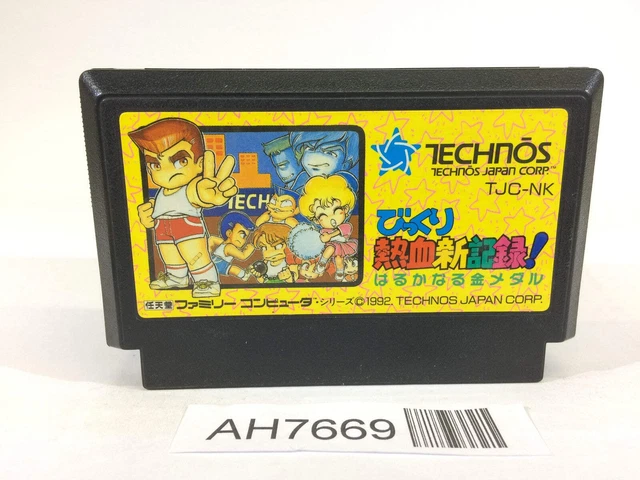 TECHNŌS
TECHNŌS JAPAN CORP.™
TJC-NK
TECH
びっくり
熱血新記録!
はるかなる金メダル
任天堂 ファミリー コンピュータ・シリーズ ©1992, TECHNOS JAPAN CORP.
AH7669